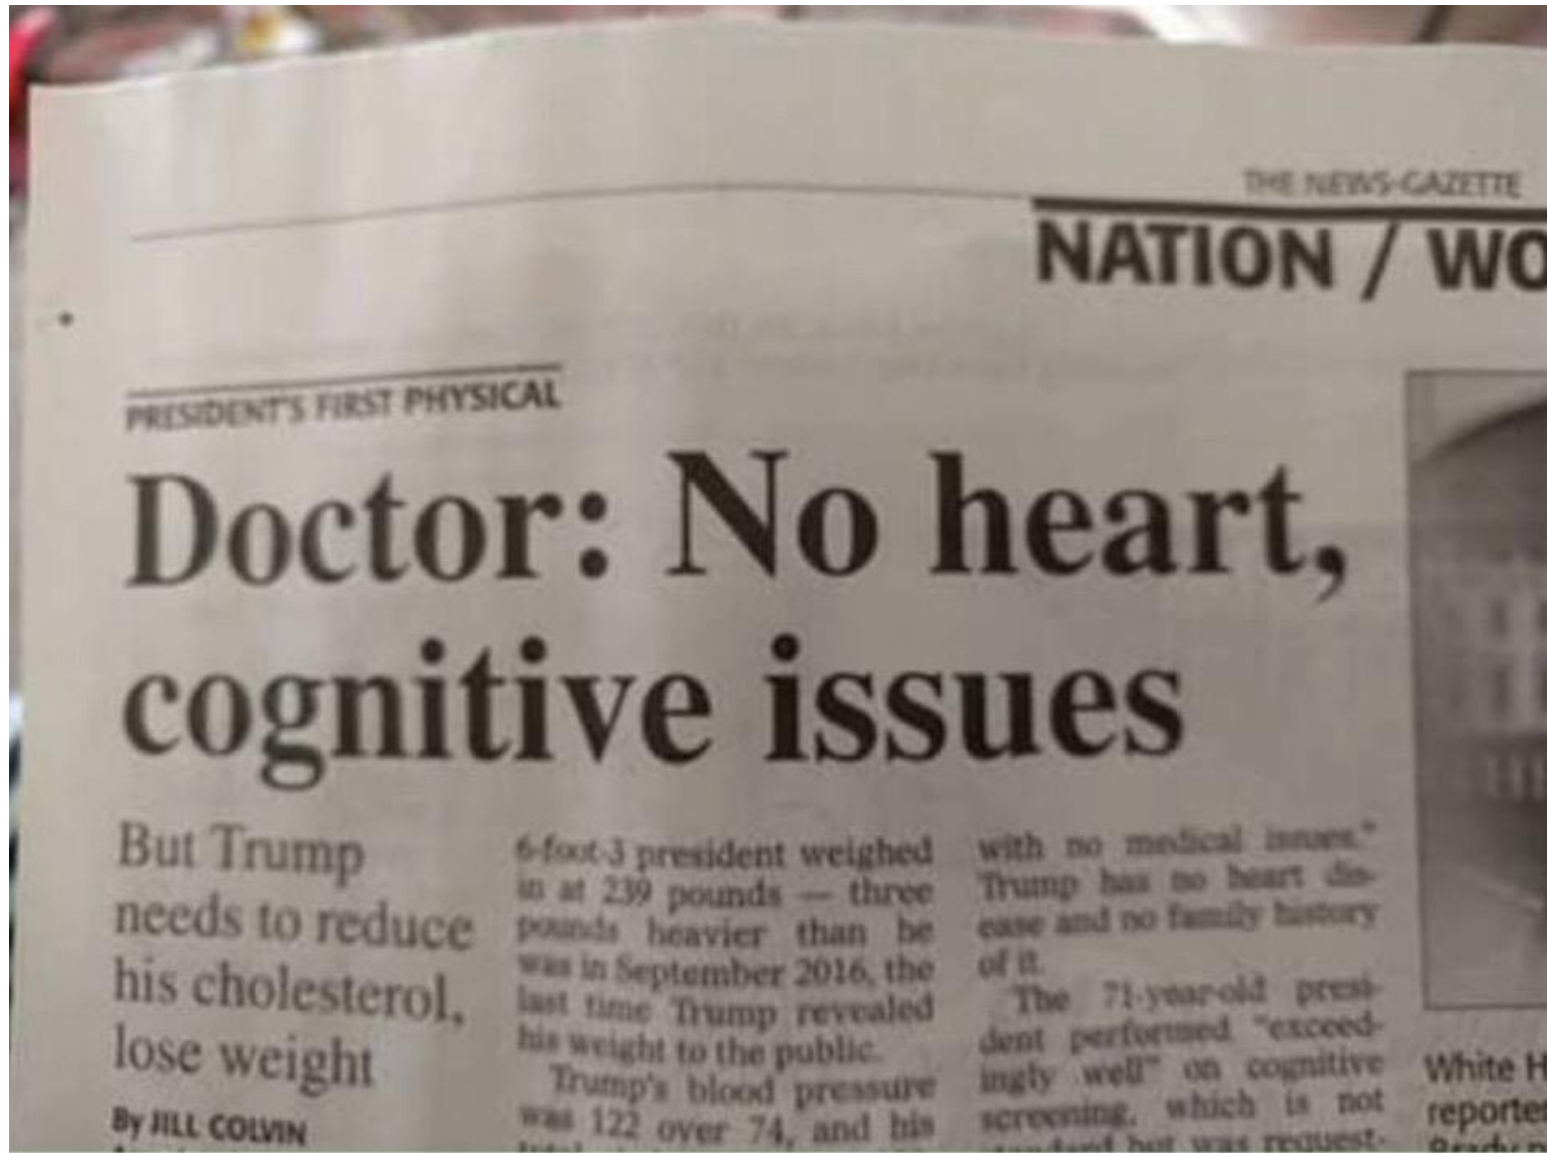 THE NEWS-GAZETTE
NATION / WO
PRESIDENT'S FIRST PHYSICAL
Doctor: No heart,
cognitive issues
But Trump
needs to reduce
his cholesterol,
lose weight
By JILL COLVIN
6-foot-3 president weighed
in at 239 pounds — three
pounds heavier than he
was in September 2016, the
last time Trump revealed
his weight to the public.
Trump's blood pressure
was 122 over 74, and his
with no medical issues."
Trump has no heart dis-
ease and no family history
of it.
The 71-year-old presi-
dent performed "exceed-
ingly well" on cognitive
screening, which is not
standard but was request-
White H
reporte
Brady